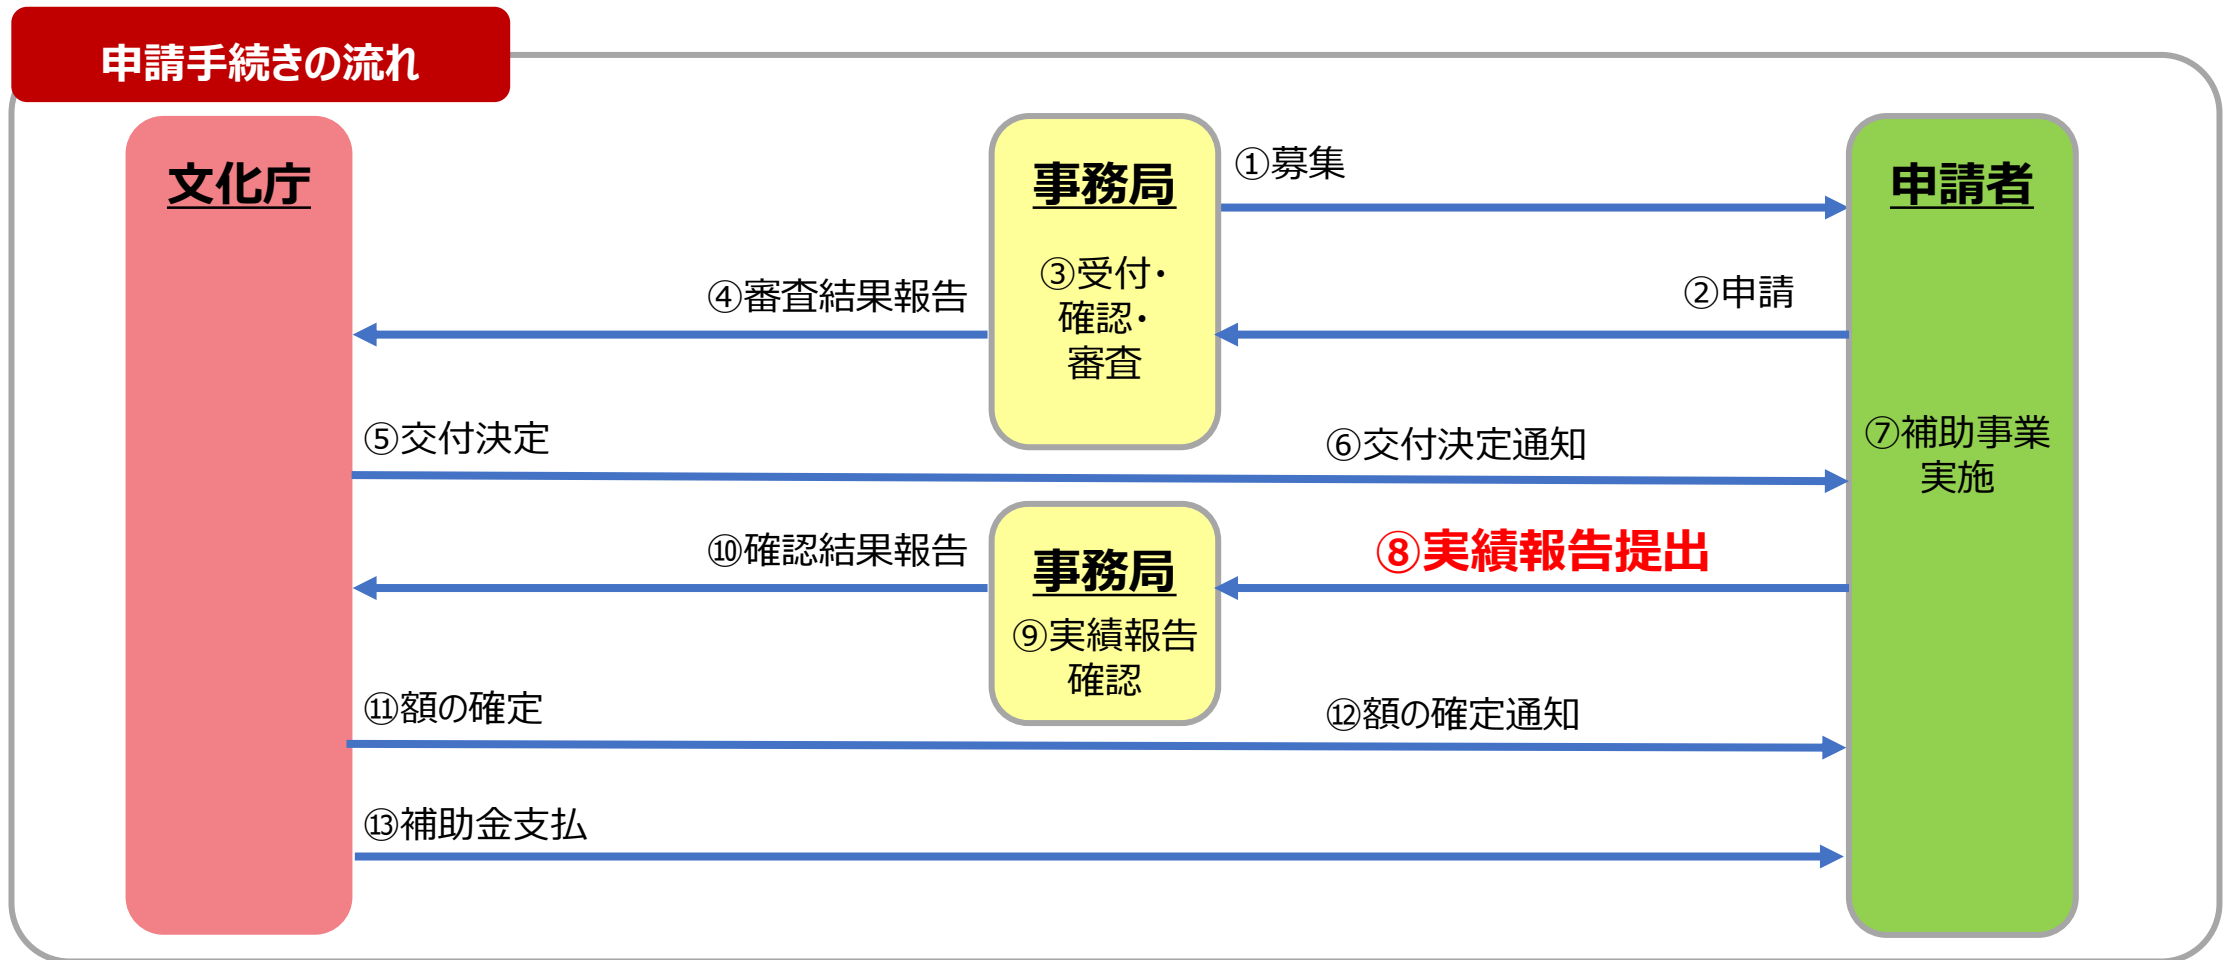 申請手続きの流れ
文化庁
事務局
申請者
①募集
②申請
③受付・
確認・
審査
④審査結果報告
⑤交付決定
⑥交付決定通知
⑦補助事業
実施
⑧実績報告提出
事務局
⑨実績報告
確認
⑩確認結果報告
⑪額の確定
⑫額の確定通知
⑬補助金支払